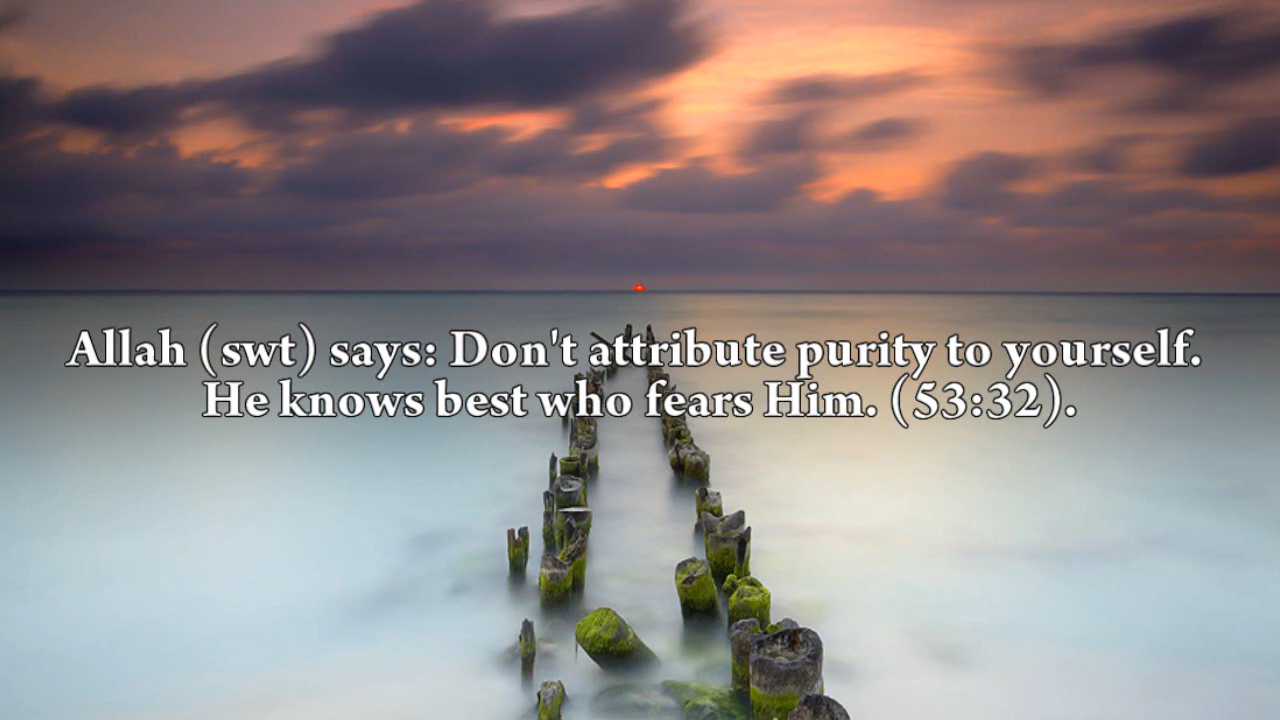 Allah (swt) says: Don't attribute purity to yourself.
He knows best who fears Him. (53:32).